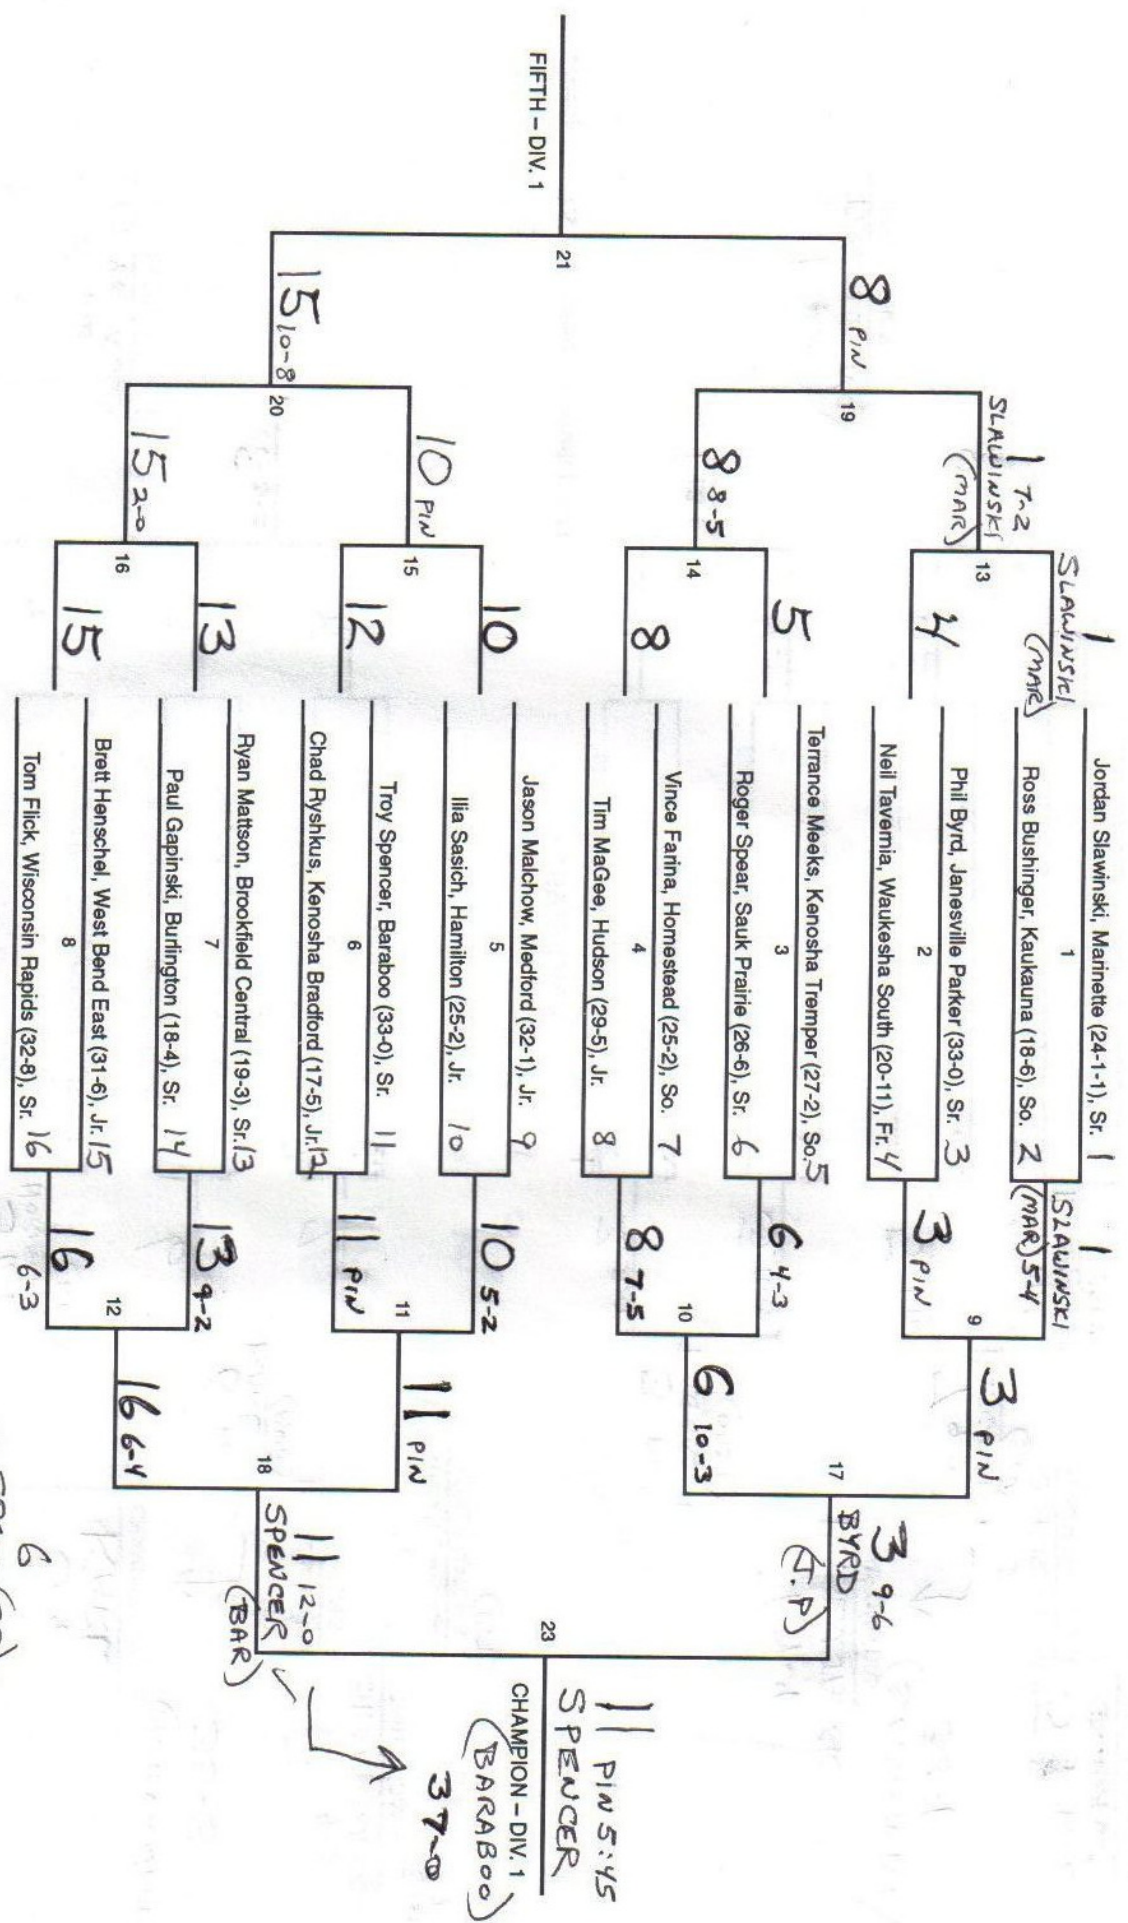 FIFTH – DIV. 1
21
8 PIN
15 10-8
19
20
1 7-2
SLAWINSKI
(MAR)
8 8-5
10 PIN
15 2-0
13
14
15
16
1
SLAWINSKI
(MAR)
4
5
8
10
12
13
15
Jordan Slawinski, Marinette (24-1-1), Sr. 1
1
Ross Bushinger, Kaukauna (18-6), So. 2
Phil Byrd, Janesville Parker (33-0), Sr. 3
2
Neil Tavernia, Waukesha South (20-11), Fr. 4
Terrance Meeks, Kenosha Tremper (27-2), So. 5
3
Roger Spear, Sauk Prairie (26-6), Sr. 6
Vince Farina, Homestead (25-2), So. 7
4
Tim MaGee, Hudson (29-5), Jr. 8
Jason Malchow, Medford (32-1), Jr. 9
5
Ilia Sasich, Hamilton (25-2), Jr. 10
Troy Spencer, Baraboo (33-0), Sr. 11
6
Chad Ryshkus, Kenosha Bradford (17-5), Jr. 12
Ryan Mattson, Brookfield Central (19-3), Sr. 13
7
Paul Gapinski, Burlington (18-4), Sr. 14
Brett Henschel, West Bend East (31-6), Jr. 15
8
Tom Flick, Wisconsin Rapids (32-8), Sr. 16
1
SLAWINSKI
(MAR) 5-4
3 PIN
6 4-3
8 7-5
10 5-2
11 PIN
13 9-2
16
6-3
9
10
11
12
3 PIN
6 10-3
11 PIN
16 6-4
17
18
3 9-6
BYRD
(J.P)
11 12-0
SPENCER
(BAR)
6
23
11 PIN 5:45
SPENCER
CHAMPION – DIV. 1
(BARABOO)
37-0